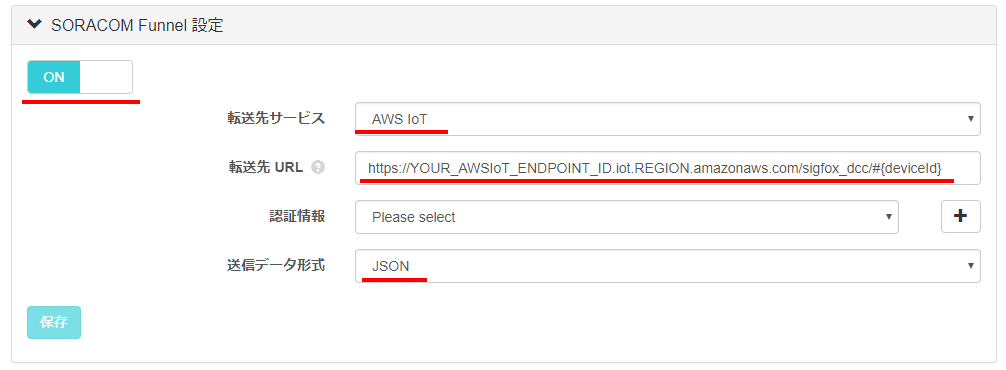 SORACOM Funnel 設定
ON
転送先サービス AWS IoT
転送先 URL https://YOUR_AWSIoT_ENDPOINT_ID.iot.REGION.amazonaws.com/sigfox_dcc/#{deviceId}
認証情報 Please select
送信データ形式 JSON
保存